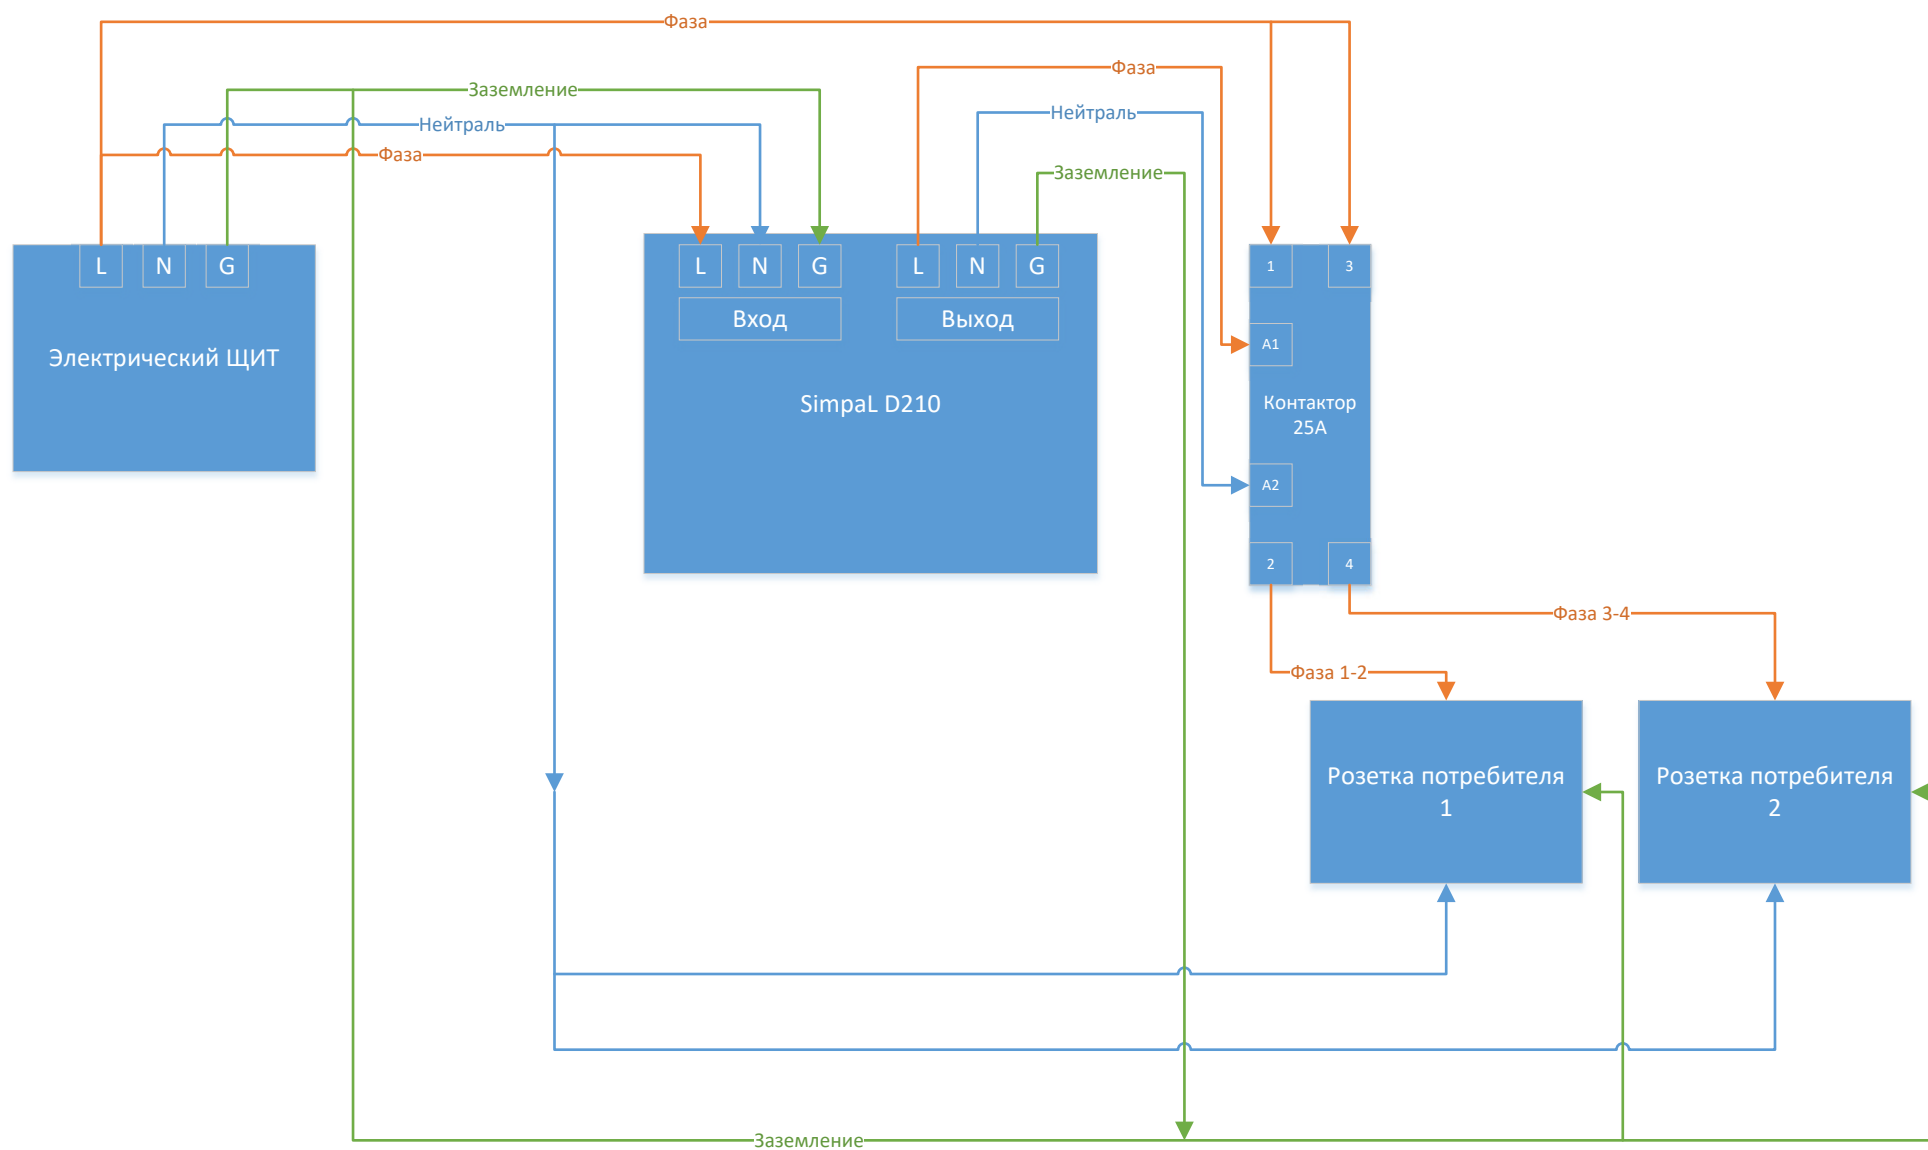 Фаза
Фаза
Заземление
Нейтраль
Нейтраль
Фаза
Заземление
L N G
L N G
L N G
1 3
Вход
Выход
A1
Электрический ЩИТ
SimpaL D210
Контактор
25А
A2
2 4
Фаза 3-4
Фаза 1-2
Розетка потребителя
1
Розетка потребителя
2
Заземление